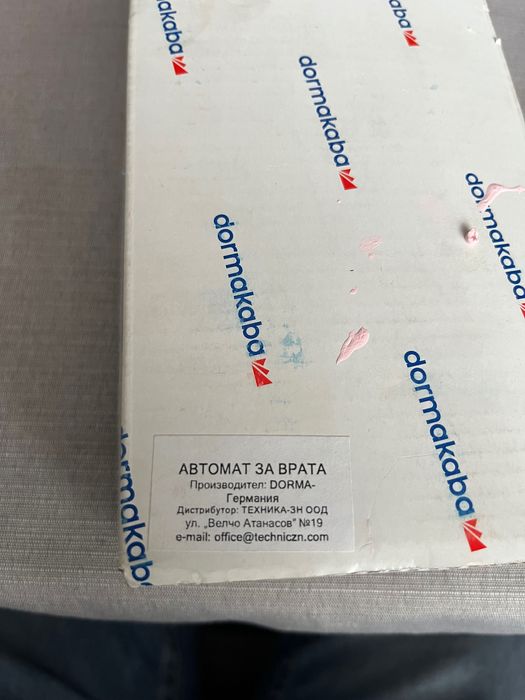 dormakaba
dormakaba
dormakaba
dormakaba
dormakaba
dormakaba
dormakab
АВТОМАТ ЗА ВРАТА
Производител: DORMA-
Германия
Дистрибутор: ТЕХНИКА-ЗН ООД
ул. „Велчо Атанасов" №19
e-mail: office@techniczn.com